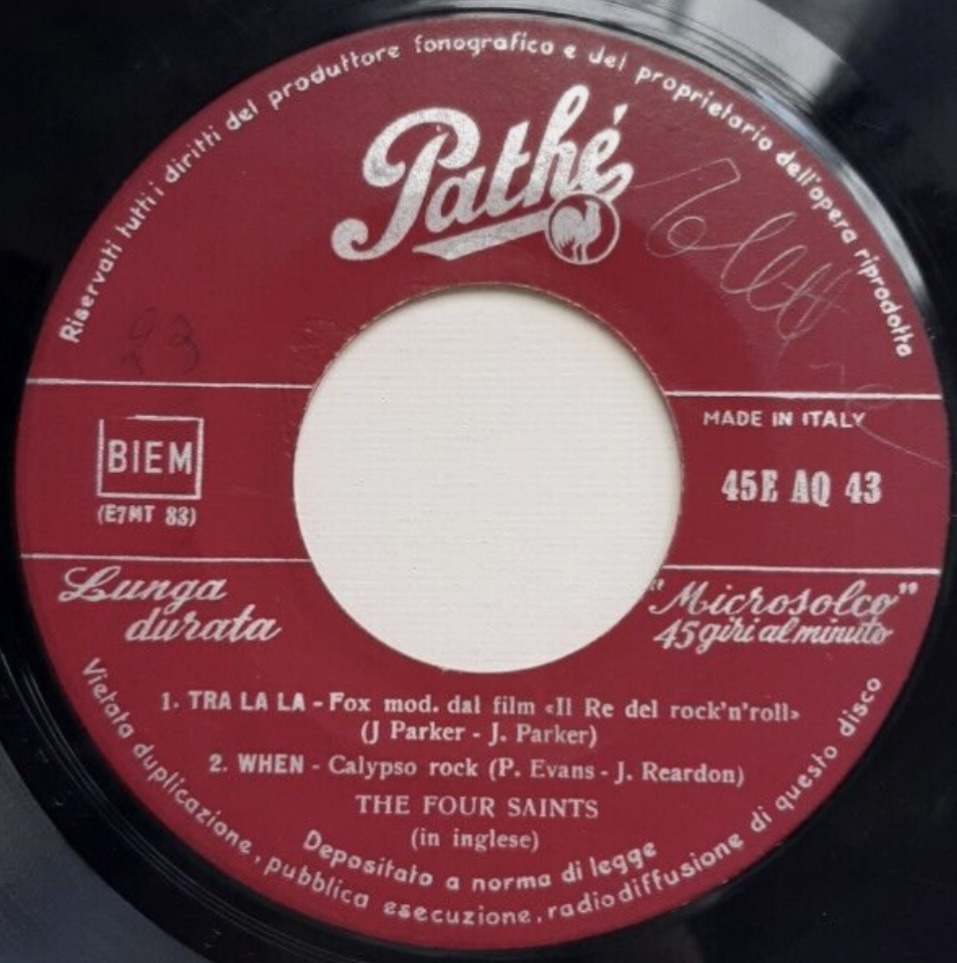 Riservati tutti i diritti del produttore fonografico e del proprietario dell'opera riprodotta
Pathé
MADE IN ITALY
BIEM
45E AQ 43
(E7MT 83)
Lunga
durata
"Microsolco"
45 giri al minuto
1. TRA LA LA - Fox mod. dal film «Il Re del rock'n'roll»
(J Parker - J. Parker)
2. WHEN - Calypso rock (P. Evans - J. Reardon)
THE FOUR SAINTS
(in inglese)
Depositato a norma di legge
Vietata duplicazione, pubblica esecuzione, radiodiffusione di questo disco